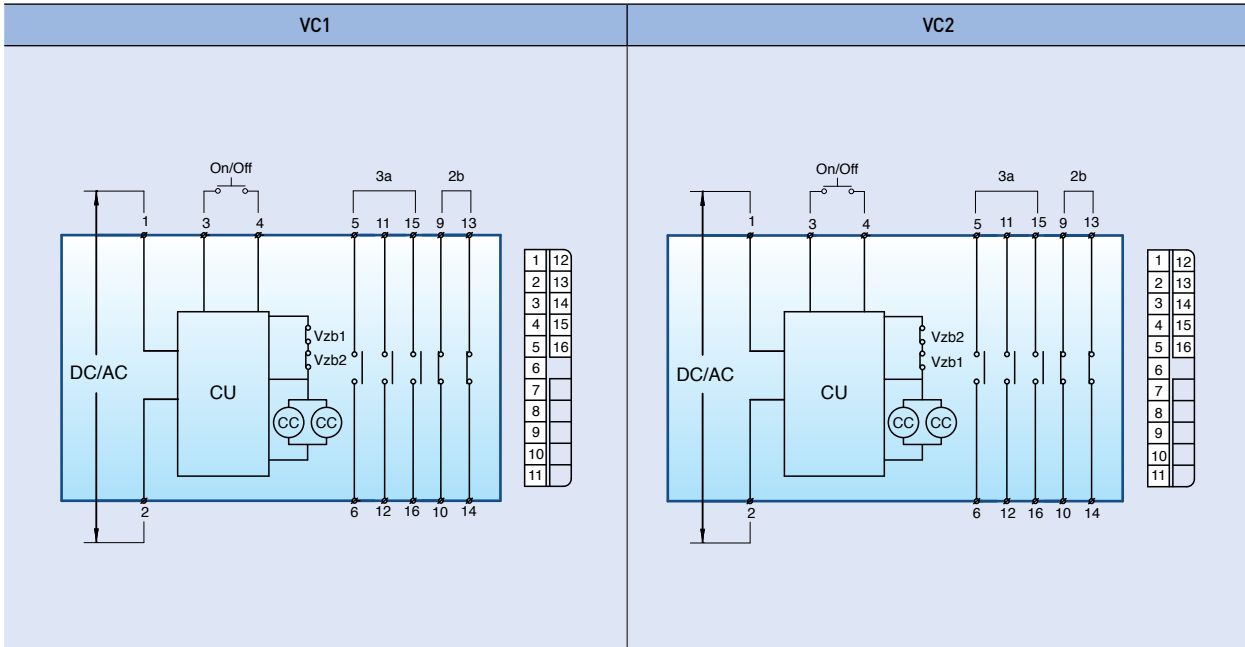 VC1
VC2
On/Off
3a
2b
1 3 4 5 11 15 9 13
DC/AC
CU
Vzb1
Vzb2
CC CC
2 6 12 16 10 14
1 12
2 13
3 14
4 15
5 16
6
7
8
9
10
11
On/Off
3a
2b
1 3 4 5 11 15 9 13
DC/AC
CU
Vzb2
Vzb1
CC CC
2 6 12 16 10 14
1 12
2 13
3 14
4 15
5 16
6
7
8
9
10
11